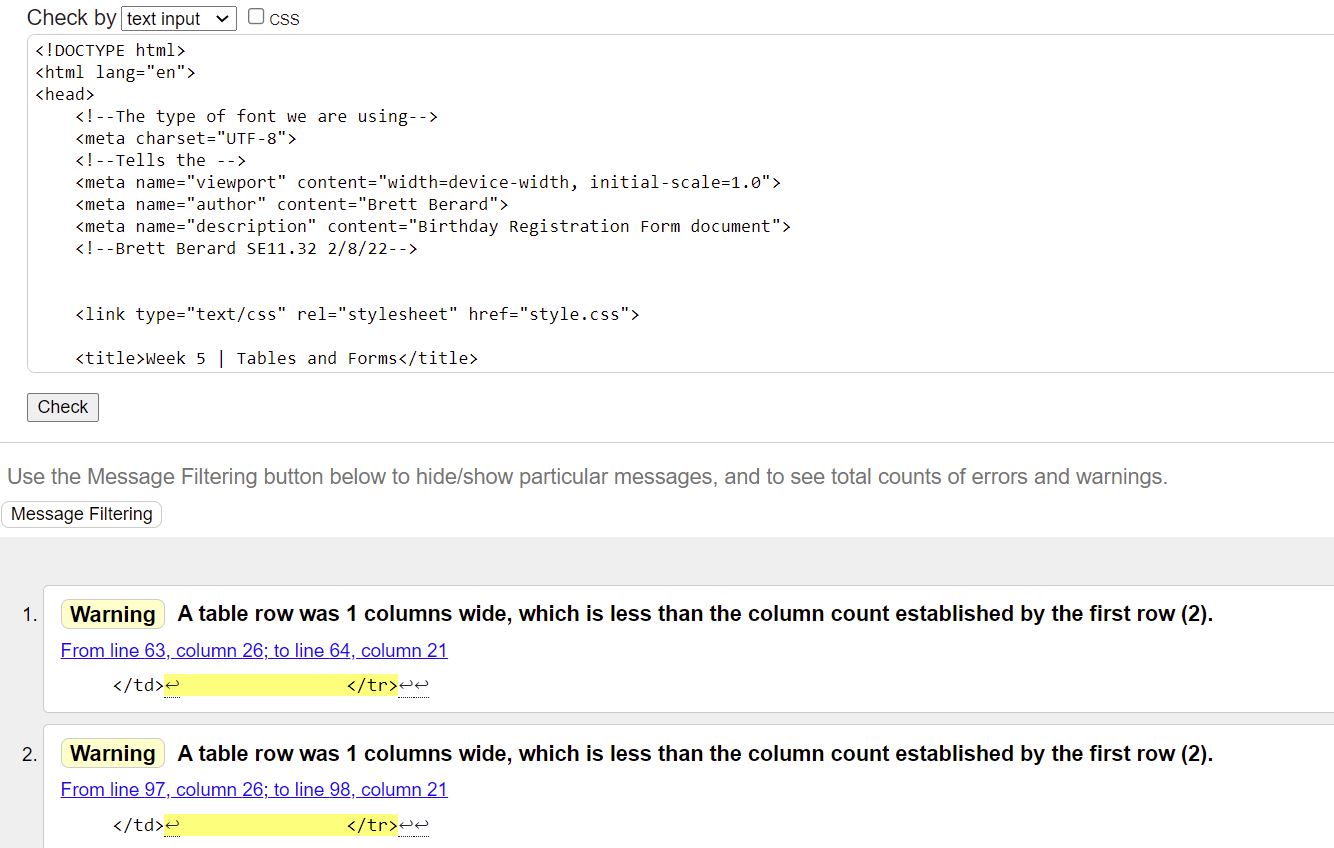 Check by text input CSS
<!DOCTYPE html>
<html lang="en">
<head>
    <!--The type of font we are using-->
    <meta charset="UTF-8">
    <!--Tells the -->
    <meta name="viewport" content="width=device-width, initial-scale=1.0">
    <meta name="author" content="Brett Berard">
    <meta name="description" content="Birthday Registration Form document">
    <!--Brett Berard SE11.32 2/8/22-->
    <link type="text/css" rel="stylesheet" href="style.css">
    <title>Week 5 | Tables and Forms</title>
Check
Use the Message Filtering button below to hide/show particular messages, and to see total counts of errors and warnings.
Message Filtering
1. Warning A table row was 1 columns wide, which is less than the column count established by the first row (2).
From line 63, column 26; to line 64, column 21
</td>↩ </tr>↩↩
2. Warning A table row was 1 columns wide, which is less than the column count established by the first row (2).
From line 97, column 26; to line 98, column 21
</td>↩ </tr>↩↩